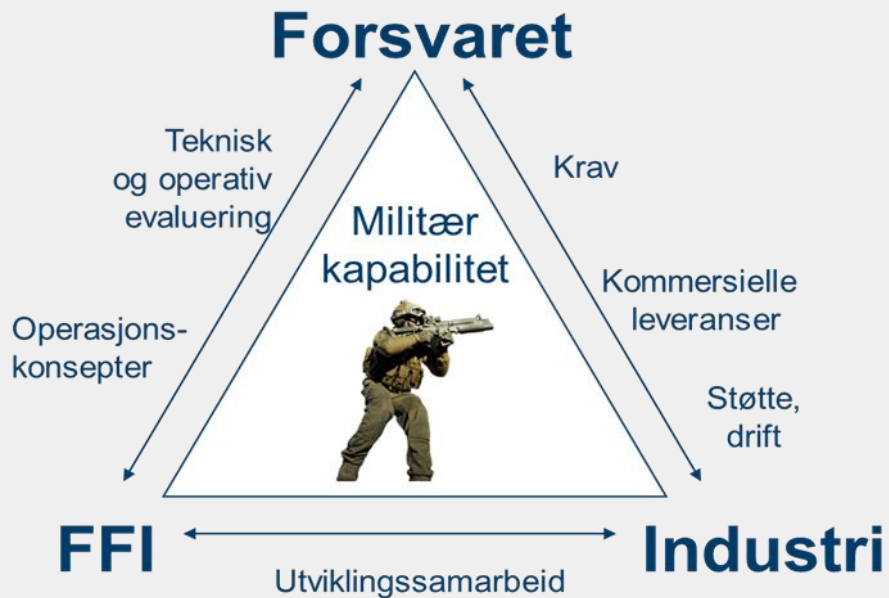 Forsvaret
Teknisk
og operativ
evaluering
Krav
Militær
kapabilitet
Kommersielle
leveranser
Operasjons-
konsepter
Støtte,
drift
FFI
Industri
Utviklingssamarbeid